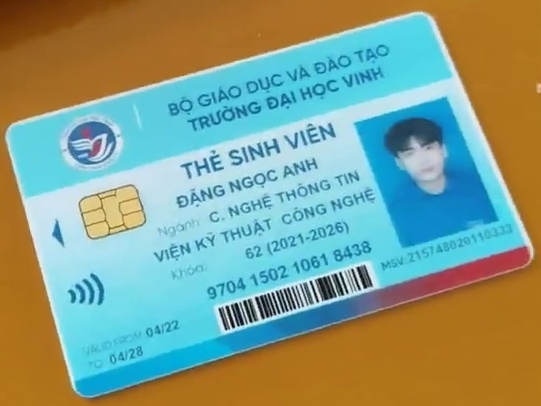 BỘ GIÁO DỤC VÀ ĐÀO TẠO
TRƯỜNG ĐẠI HỌC VINH
THẺ SINH VIÊN
ĐẶNG NGỌC ANH
Ngành: C. NGHỆ THÔNG TIN
VIỆN KỸ THUẬT CÔNG NGHỆ
Khóa: 62 (2021-2026)
9704 1502 1061 8438
MSV:215748020110333
VALID FROM 04/22
TO: 04/28